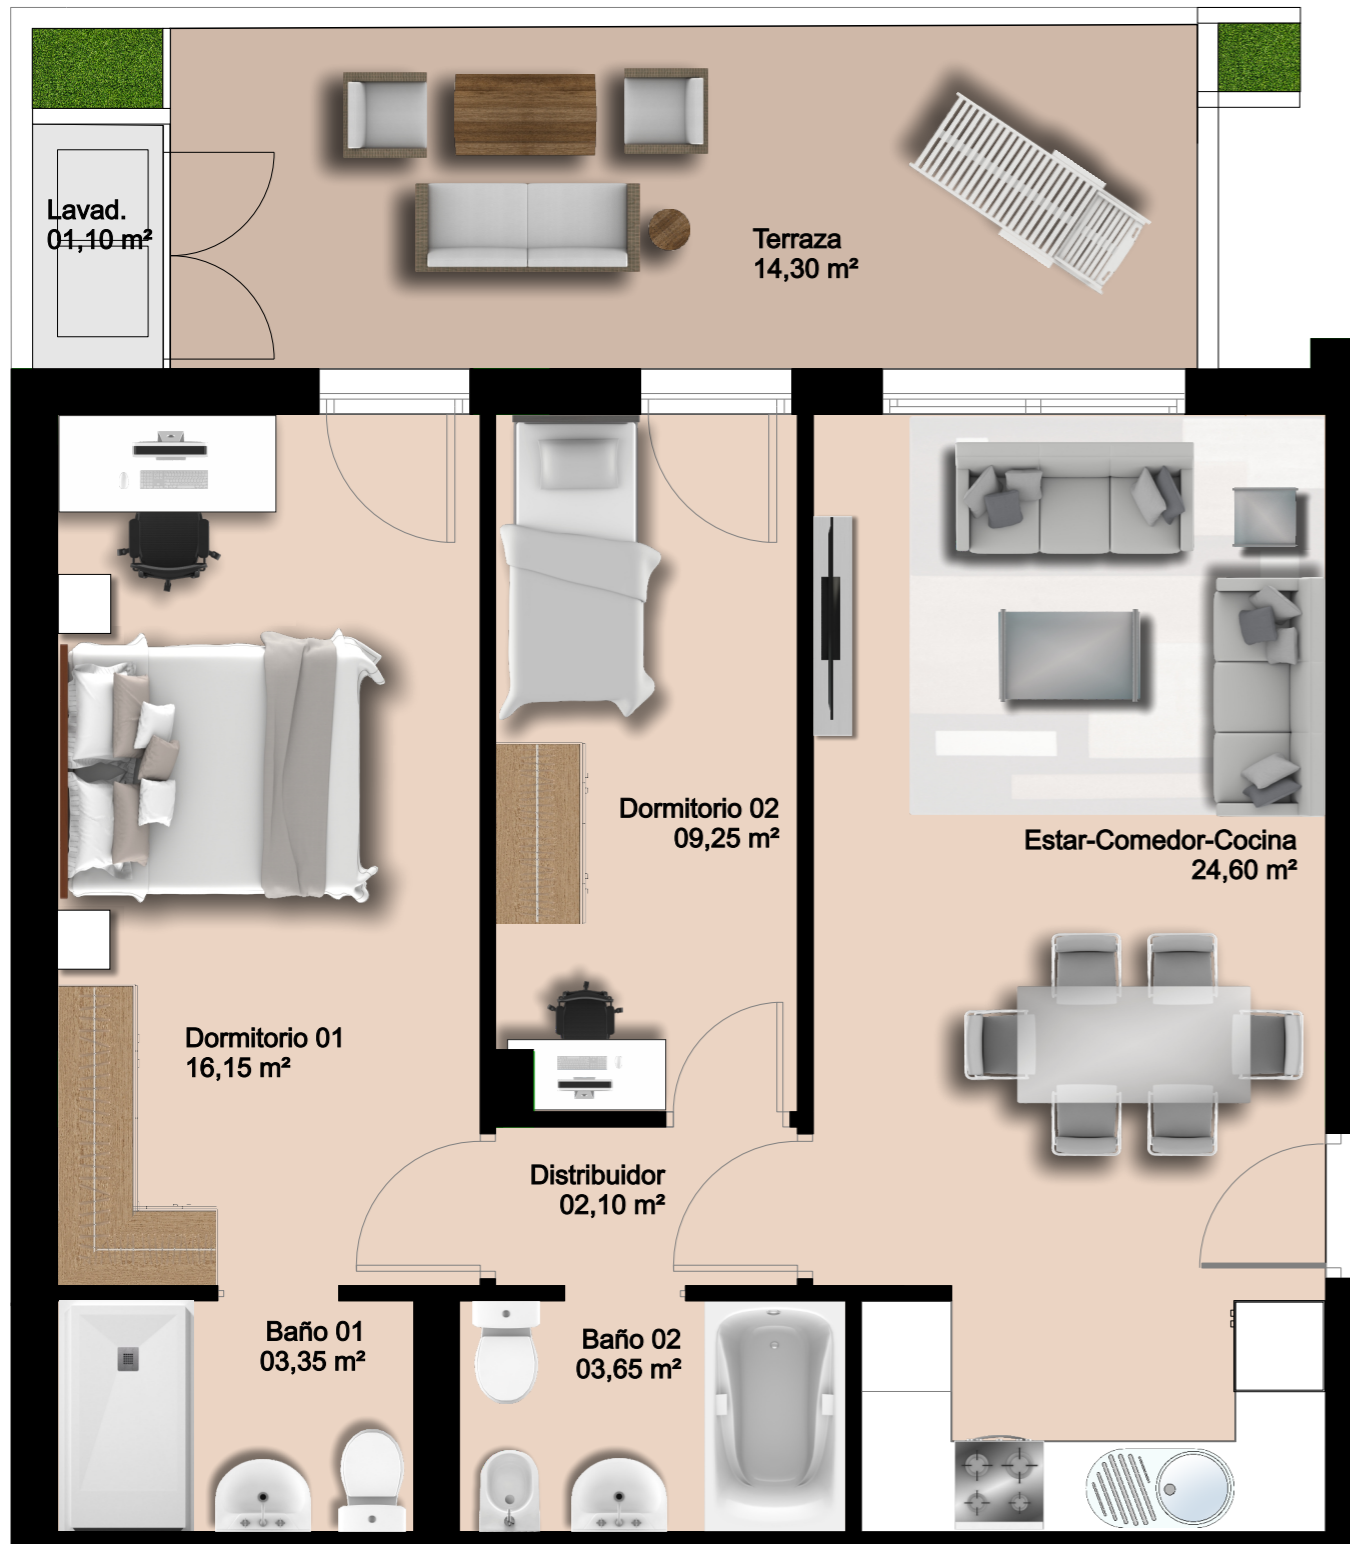 Lavad.
01,10 m²
Terraza
14,30 m²
Dormitorio 02
09,25 m²
Estar-Comedor-Cocina
24,60 m²
Dormitorio 01
16,15 m²
Distribuidor
02,10 m²
Baño 01
03,35 m²
Baño 02
03,65 m²